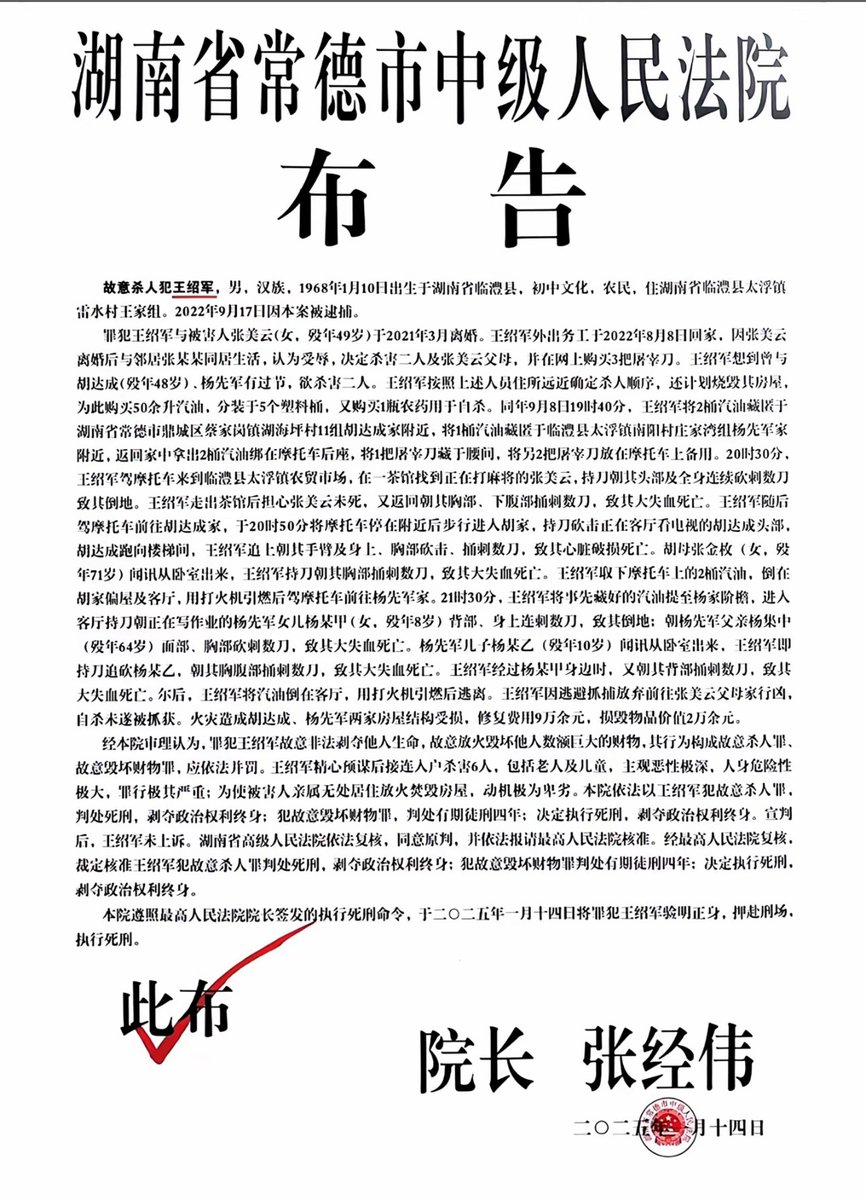 湖南省常德市中级人民法院
布告
故意杀人犯王绍军，男，汉族，1968年1月10日出生于湖南省临澧县，初中文化，农民，住湖南省临澧县太浮镇
雷水村王家组。2022年9月17日因本案被逮捕。
罪犯王绍军与被害人张美云(女，殁年49岁)于2021年3月离婚。王绍军外出务工于2022年8月8日回家，因张美云
离婚后与邻居张某某同居生活，认为受辱，决定杀害二人及张美云父母，并在网上购买3把屠宰刀。王绍军想到曾与
胡达成(殁年48岁)、杨先军有过节，欲杀害二人。王绍军按照上述人员住所远近确定杀人顺序，还计划烧毁其房屋，
为此购买50余升汽油，分装于5个塑料桶，又购买1瓶农药用于自杀。同年9月8日19时40分，王绍军将2桶汽油藏匿于
湖南省常德市鼎城区蔡家岗镇湖海坪村11组胡达成家附近，将1桶汽油藏匿于临澧县太浮镇南阳村庄家湾组杨先军家
附近，返回家中拿出2桶汽油绑在摩托车后座，将1把屠宰刀藏于腰间，将另2把屠宰刀放在摩托车上备用。20时30分，
王绍军驾摩托车来到临澧县太浮镇农贸市场，在一茶馆找到正在打麻将的张美云，持刀朝其头部及全身连续砍刺数刀
致其倒地。王绍军走出茶馆后担心张美云未死，又返回朝其胸部、下腹部捅刺数刀，致其大失血死亡。王绍军随后
驾摩托车前往胡达成家，于20时50分将摩托车停在附近后步行进入胡家，持刀砍击正在客厅看电视的胡达成头部，
胡达成跑向楼梯间，王绍军追上朝其手臂及身上、胸部砍击、捅刺数刀，致其心脏破损死亡。胡母张金枚（女，殁
年71岁）闻讯从卧室出来，王绍军持刀朝其胸部捅刺数刀，致其大失血死亡。王绍军取下摩托车上的2桶汽油，倒在
胡家偏屋及客厅，用打火机引燃后驾摩托车前往杨先军家。21时30分，王绍军将事先藏好的汽油提至杨家阶檐，进入
客厅持刀朝正在写作业的杨先军女儿杨某甲（女，殁年8岁）背部、身上连刺数刀，致其倒地；朝杨先军父亲杨集中
（殁年64岁）面部、胸部砍刺数刀，致其大失血死亡。杨先军儿子杨某乙（殁年10岁）闻讯从卧室出来，王绍军即
持刀追砍杨某乙，朝其胸腹部捅刺数刀，致其大失血死亡。王绍军经过杨某甲身边时，又朝其背部捅刺数刀，致其
大失血死亡。尔后，王绍军将汽油倒在客厅，用打火机引燃后逃离。王绍军因逃避抓捕放弃前往张美云父母家行凶，
自杀未遂被抓获。火灾造成胡达成、杨先军两家房屋结构受损，修复费用9万余元，损毁物品价值2万余元。
经本院审理认为，罪犯王绍军故意非法剥夺他人生命，故意放火毁坏他人数额巨大的财物，其行为构成故意杀人罪、
故意毁坏财物罪，应依法并罚。王绍军精心预谋后接连入户杀害6人，包括老人及儿童，主观恶性极深，人身危险性
极大，罪行极其严重；为使被害人亲属无处居住放火焚毁房屋，动机极为卑劣。本院依法以王绍军犯故意杀人罪，
判处死刑，剥夺政治权利终身；犯故意毁坏财物罪，判处有期徒刑四年；决定执行死刑，剥夺政治权利终身。宣判
后，王绍军未上诉。湖南省高级人民法院依法复核，同意原判，并依法报请最高人民法院核准。经最高人民法院复核，
裁定核准王绍军犯故意杀人罪判处死刑，剥夺政治权利终身；犯故意毁坏财物罪判处有期徒刑四年；决定执行死刑，
剥夺政治权利终身。
本院遵照最高人民法院院长签发的执行死刑命令，于二〇二五年一月十四日将罪犯王绍军验明正身，押赴刑场，
执行死刑。
此布
院长 张经伟
二〇二五年一月十四日